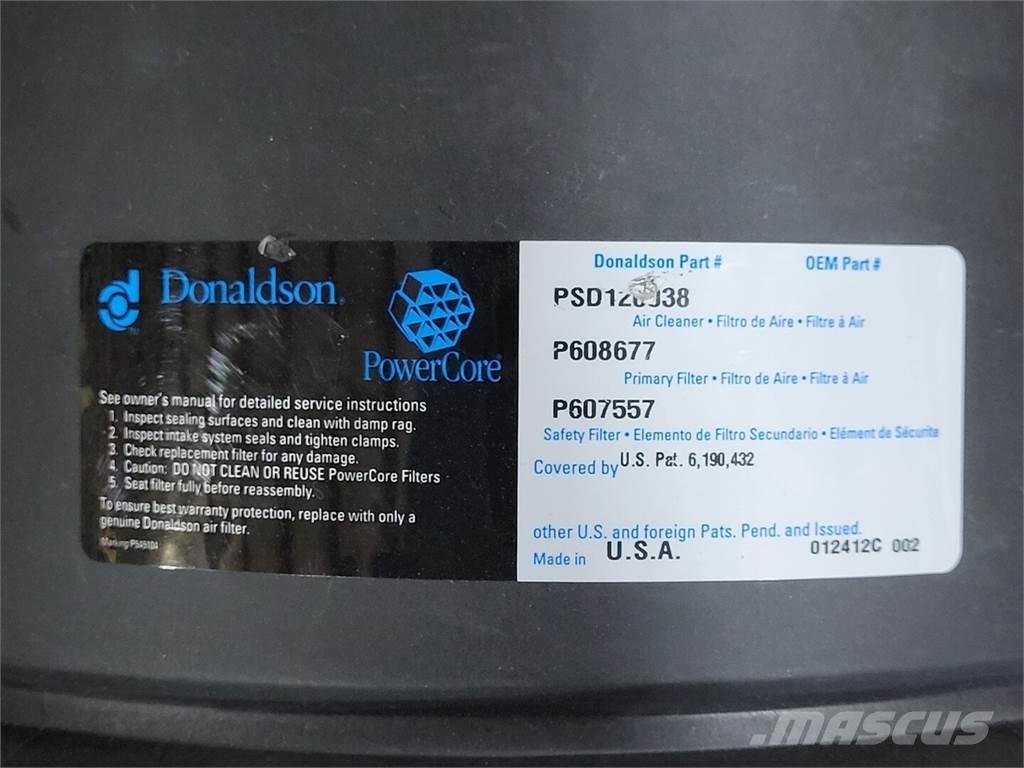 Donaldson.
PowerCore®
See owner's manual for detailed service instructions
1. Inspect sealing surfaces and clean with damp rag.
2. Inspect intake system seals and tighten clamps.
3. Check replacement filter for any damage.
4. Caution: DO NOT CLEAN OR REUSE PowerCore Filters
5. Seat filter fully before reassembly.
To ensure best warranty protection, replace with only a
genuine Donaldson air filter.
Donaldson Part # OEM Part #
Air Cleaner • Filtro de Aire • Filtre à Air
P608677
Primary Filter • Filtro de Aire • Filtre à Air
P607557
Safety Filter • Elemento de Filtro Secundario • Elément de Sécurite
Covered by U.S. Pat. 6,190,432
other U.S. and foreign Pats. Pend. and Issued.
Made in U.S.A. 012412C 002
MASCUS